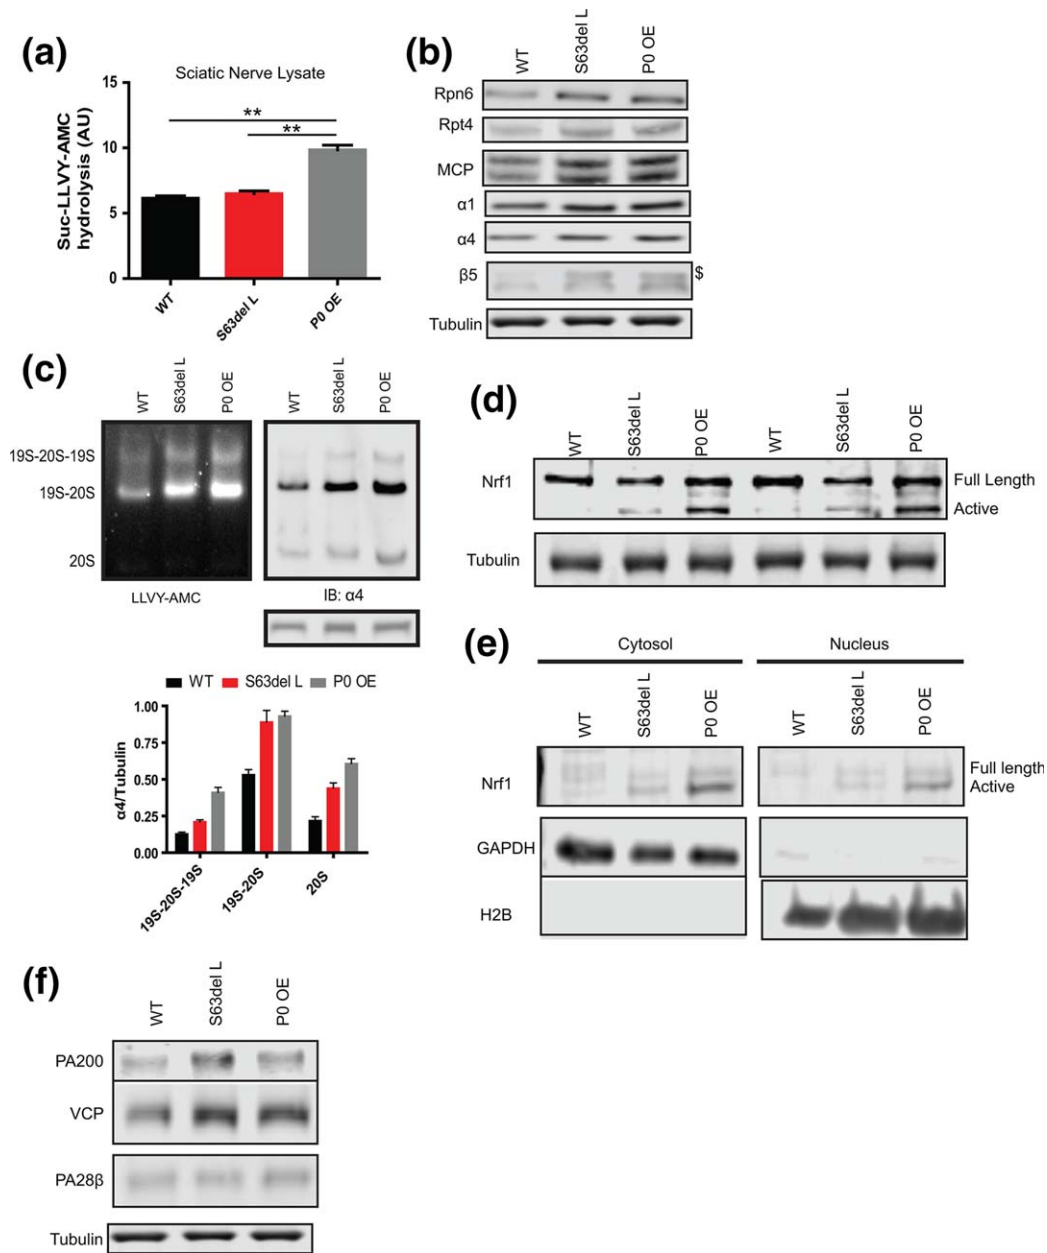 (a)
Sciatic Nerve Lysate
Suc-LLVY-AMC
hydrolysis (AU)
15
10
5
0
**
**
WT
S63del L
P0 OE
(b)
WT
S63del L
P0 OE
Rpn6
Rpt4
MCP
α1
α4
β5
$
Tubulin
(c)
WT
S63del L
P0 OE
WT
S63del L
P0 OE
19S-20S-19S
19S-20S
20S
LLVY-AMC
IB: α4
WT S63del L P0 OE
α4/Tubulin
1.00
0.75
0.50
0.25
0.00
19S-20S-19S
19S-20S
20S
(d)
WT
S63del L
P0 OE
WT
S63del L
P0 OE
Nrf1
Full Length
Active
Tubulin
(e)
Cytosol
Nucleus
WT
S63del L
P0 OE
WT
S63del L
P0 OE
Nrf1
Full length
Active
GAPDH
H2B
(f)
WT
S63del L
P0 OE
PA200
VCP
PA28β
Tubulin